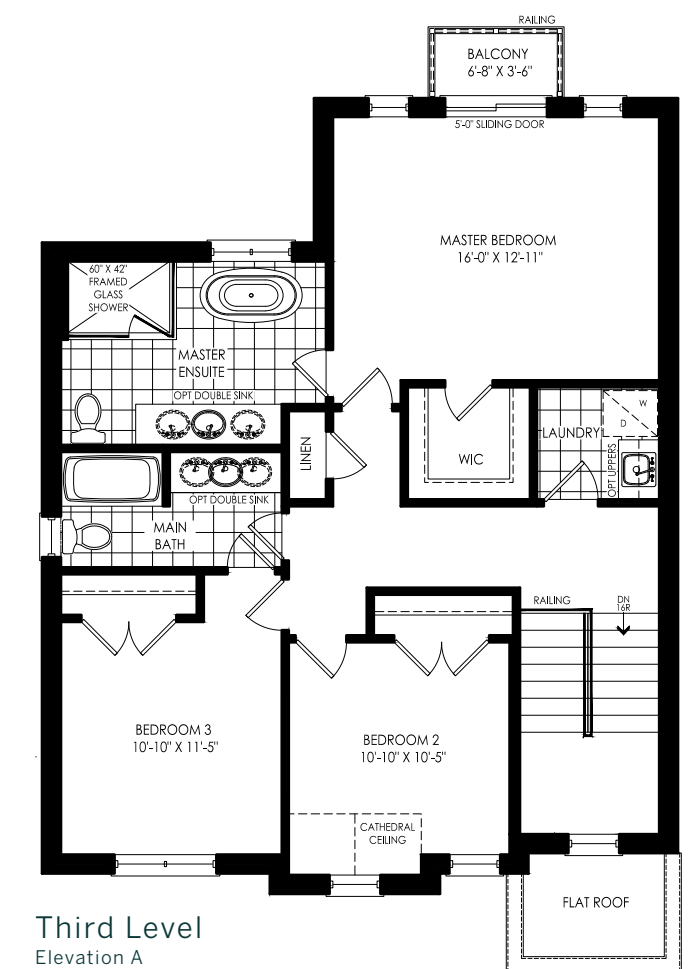 RAILING
BALCONY
6'-8" X 3'-6"
5'-0" SLIDING DOOR
MASTER BEDROOM
16'-0" X 12'-11"
60" X 42"
FRAMED
GLASS
SHOWER
MASTER
ENSUITE
OPT DOUBLE SINK
LINEN
WIC
W
D
LAUNDRY
OPT UPPERS
OPT DOUBLE SINK
MAIN
BATH
RAILING
DN
16R
BEDROOM 3
10'-10" X 11'-5"
BEDROOM 2
10'-10" X 10'-5"
CATHEDRAL
CEILING
FLAT ROOF
Third Level
Elevation A